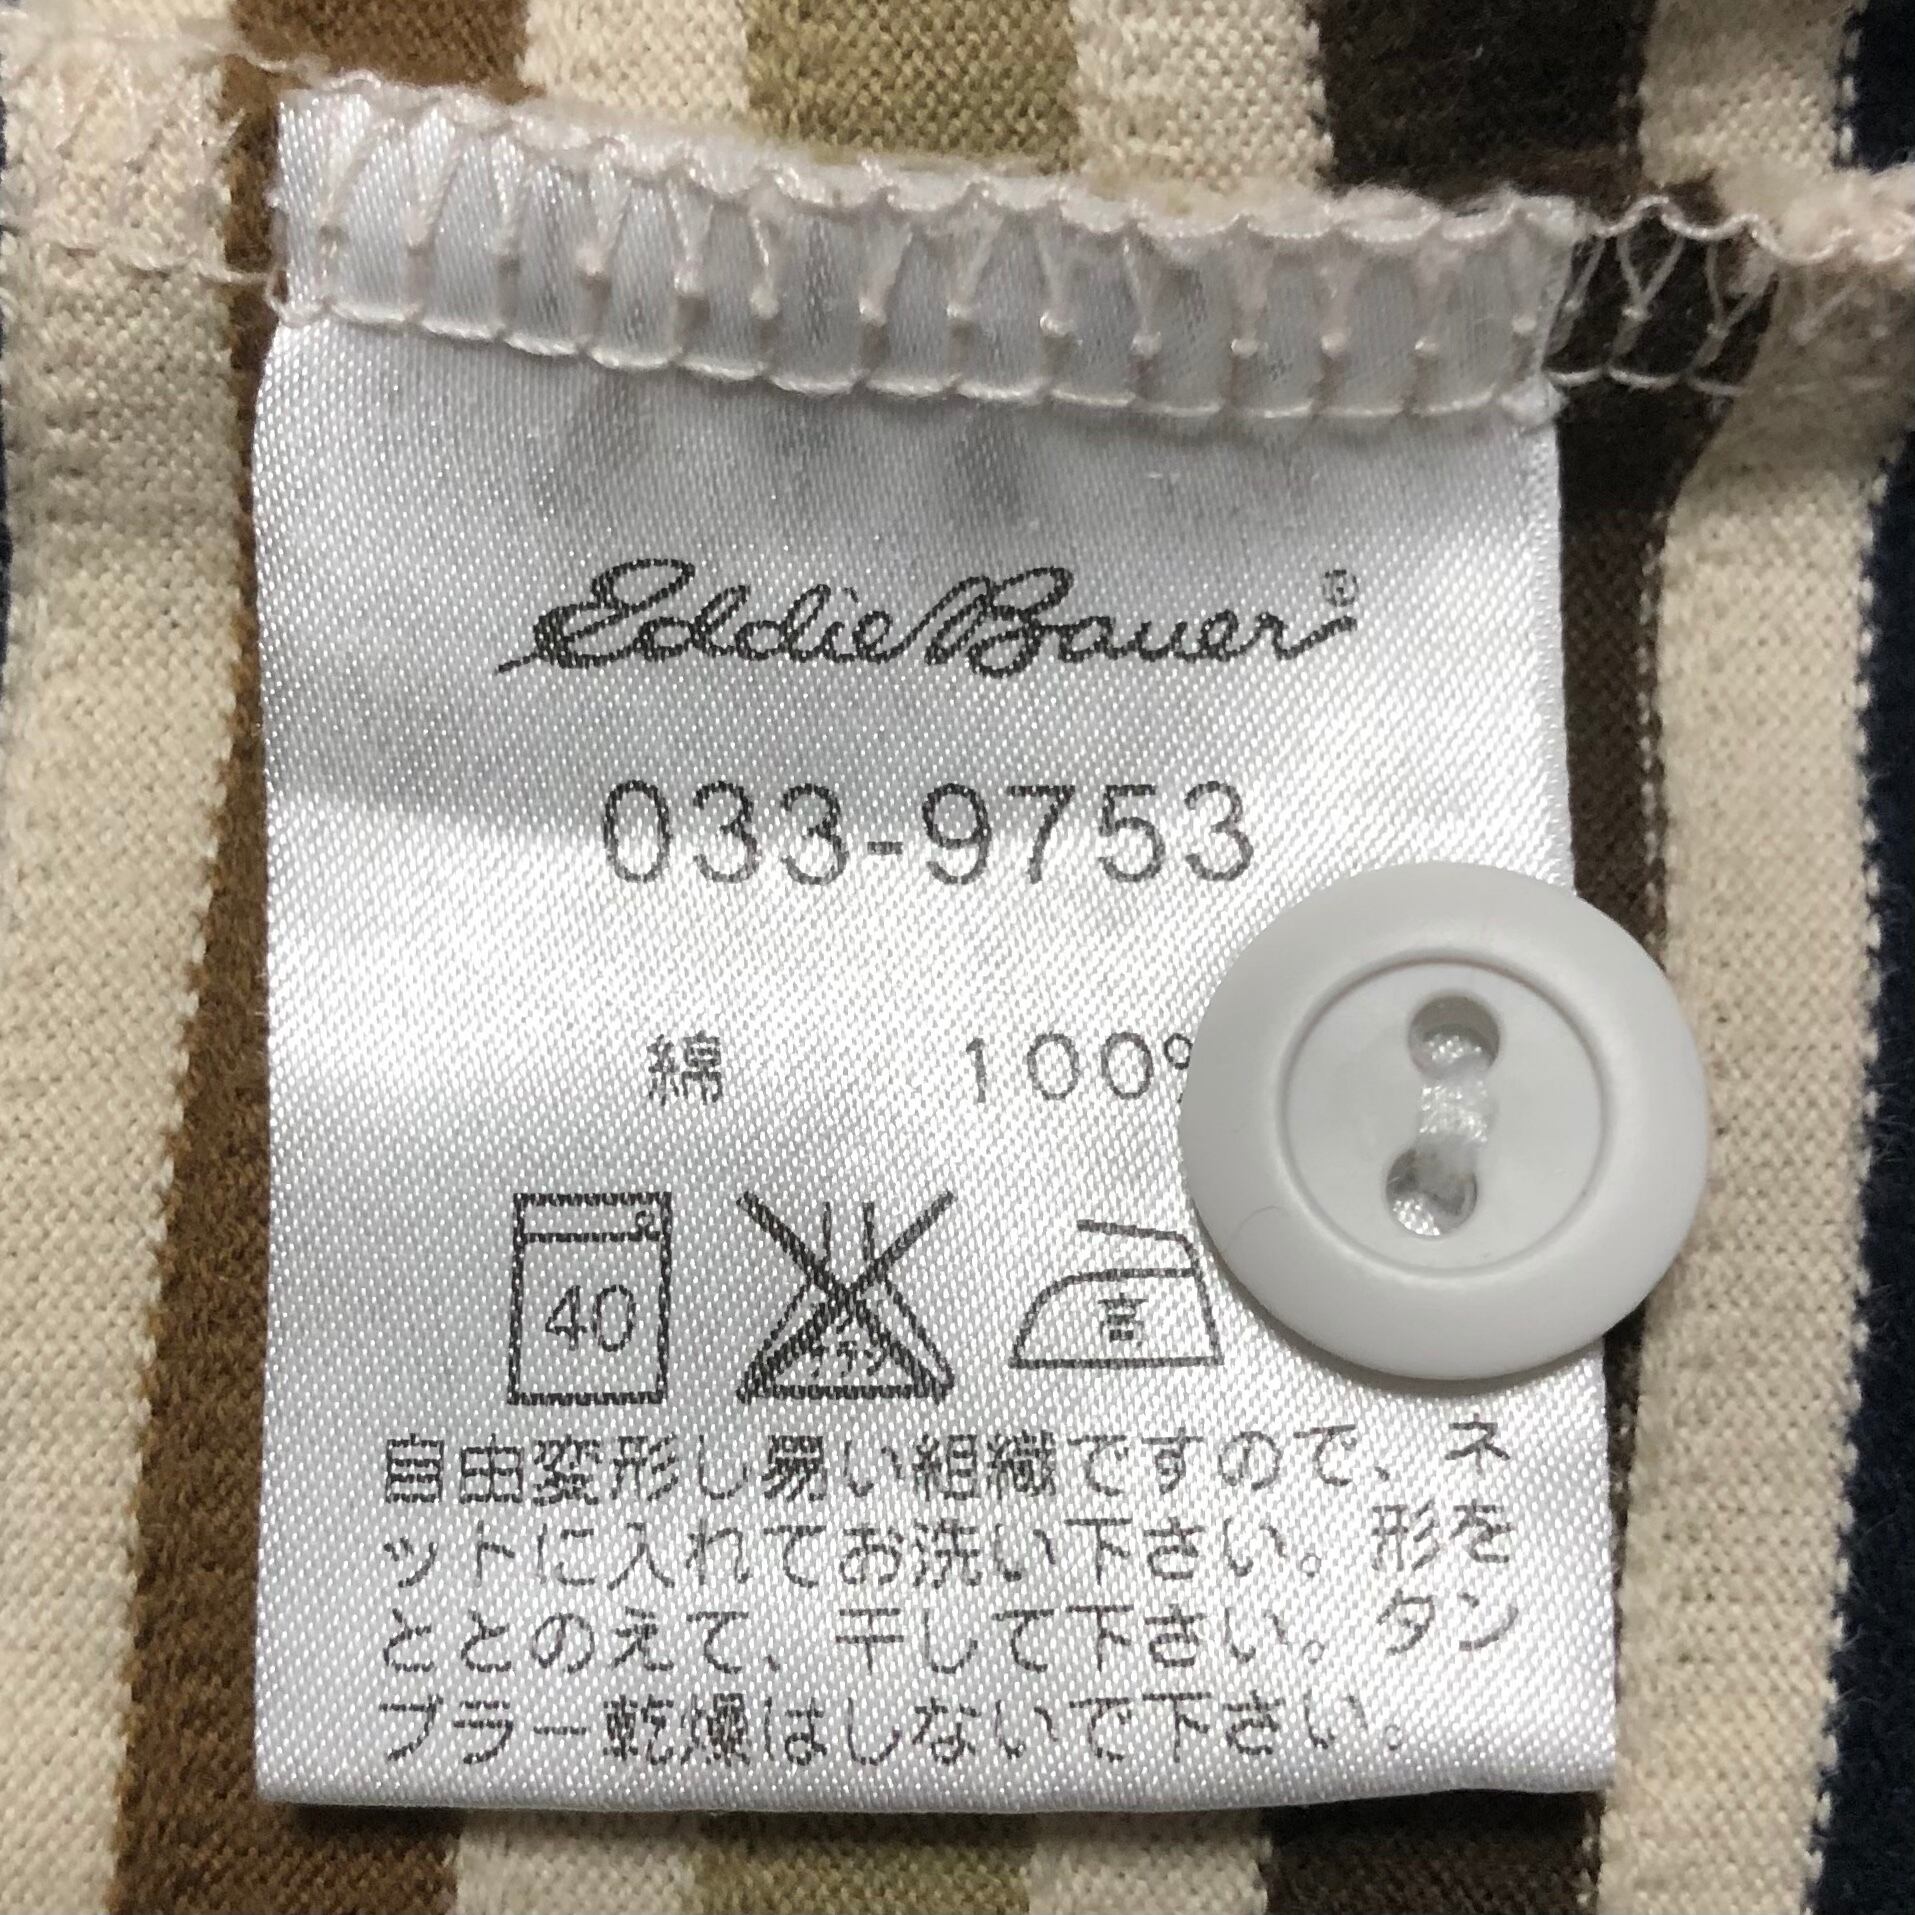 Eddie Bauer®
033-9753
綿 100%
40
高
自由変形し易い組織ですので、ネ
ットに入れてお洗い下さい。形を
ととのえて、干して下さい。タン
ブラー乾燥はしないで下さい。